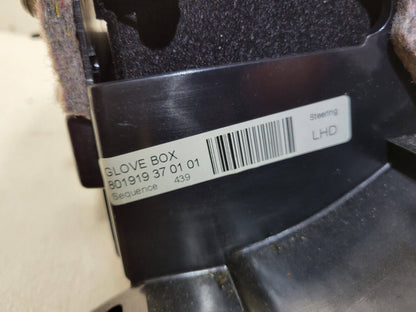 GLOVE BOX
801919 37 01 01
Sequence 439
Steering:
LHD